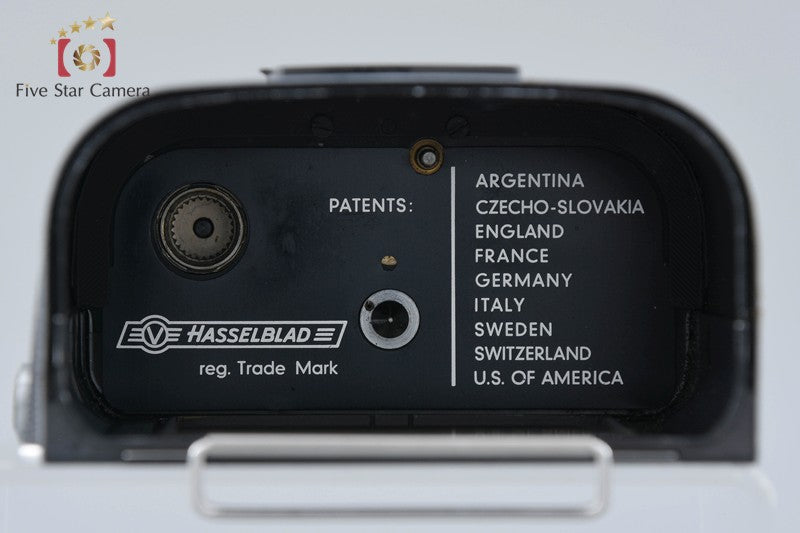 Five Star Camera
PATENTS:
ARGENTINA
CZECHO-SLOVAKIA
ENGLAND
FRANCE
GERMANY
ITALY
SWEDEN
SWITZERLAND
U.S. OF AMERICA
V HASSELBLAD
reg. Trade Mark